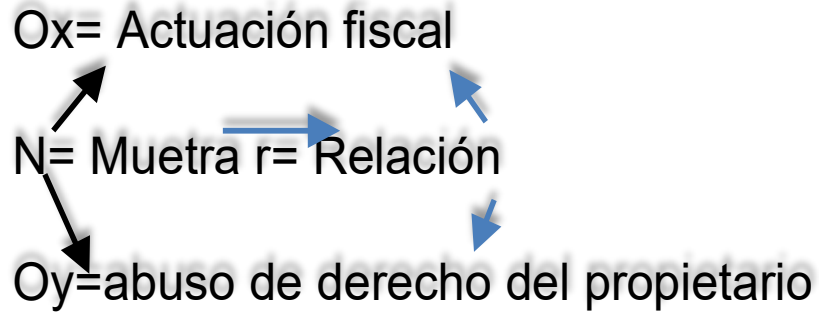 Ox= Actuación fiscal
N= Muetra r= Relación
Oy=abuso de derecho del propietario